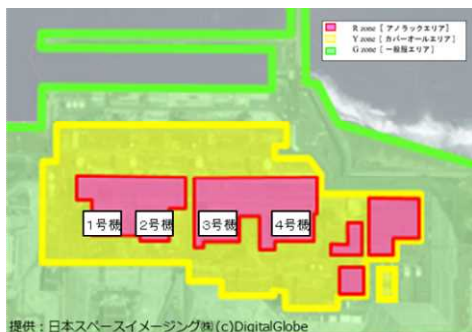 R zone [ アノラックエリア]
Y zone [ カバーオールエリア]
G zone [ 一般服エリア]
1号機
2号機
3号機
4号機
提供：日本スペースイメージング㈱(c)DigitalGlobe